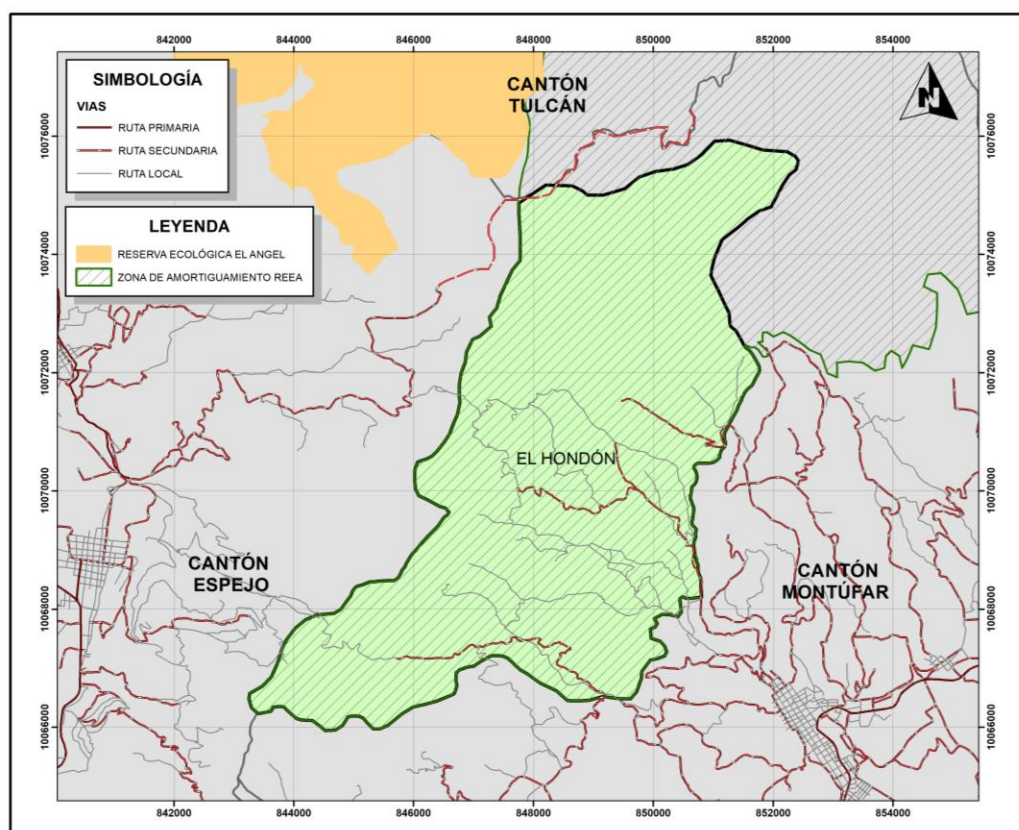 842000 844000 846000 848000 850000 852000 854000
SIMBOLOGÍA
VIAS
RUTA PRIMARIA
RUTA SECUNDARIA
RUTA LOCAL
LEYENDA
RESERVA ECOLÓGICA EL ANGEL
ZONA DE AMORTIGUAMIENTO REEA
CANTÓN
TULCÁN
N
10076000 10076000
10074000 10074000
10072000 10072000
EL HONDÓN
10070000 10070000
CANTÓN
ESPEJO
CANTÓN
MONTÚFAR
10068000 10068000
10066000 10066000
842000 844000 846000 848000 850000 852000 854000